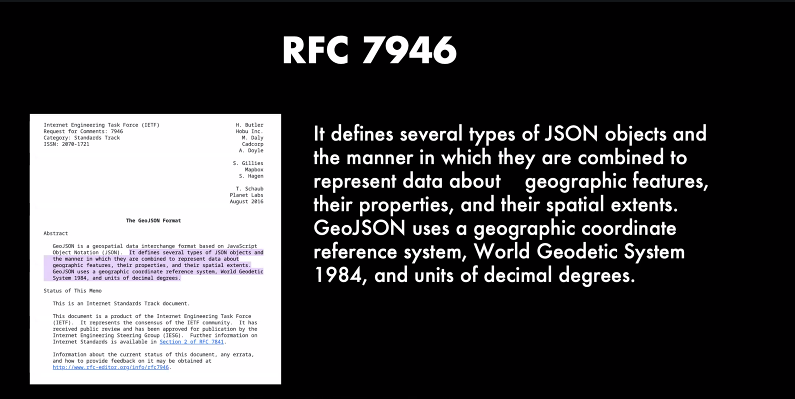 RFC 7946
Internet Engineering Task Force (IETF) H. Butler
Request for Comments: 7946 Hobu Inc.
Category: Standards Track M. Daly
ISSN: 2070-1721 Cadcorp
A. Doyle
S. Gillies
Mapbox
S. Hagen
T. Schaub
Planet Labs
August 2016
The GeoJSON Format
Abstract
GeoJSON is a geospatial data interchange format based on JavaScript
Object Notation (JSON). It defines several types of JSON objects and
the manner in which they are combined to represent data about
geographic features, their properties, and their spatial extents.
GeoJSON uses a geographic coordinate reference system, World Geodetic
System 1984, and units of decimal degrees.
Status of This Memo
This is an Internet Standards Track document.
This document is a product of the Internet Engineering Task Force
(IETF). It represents the consensus of the IETF community. It has
received public review and has been approved for publication by the
Internet Engineering Steering Group (IESG). Further information on
Internet Standards is available in Section 2 of RFC 7841.
Information about the current status of this document, any errata,
and how to provide feedback on it may be obtained at
http://www.rfc-editor.org/info/rfc7946.
It defines several types of JSON objects and
the manner in which they are combined to
represent data about geographic features,
their properties, and their spatial extents.
GeoJSON uses a geographic coordinate
reference system, World Geodetic System
1984, and units of decimal degrees.